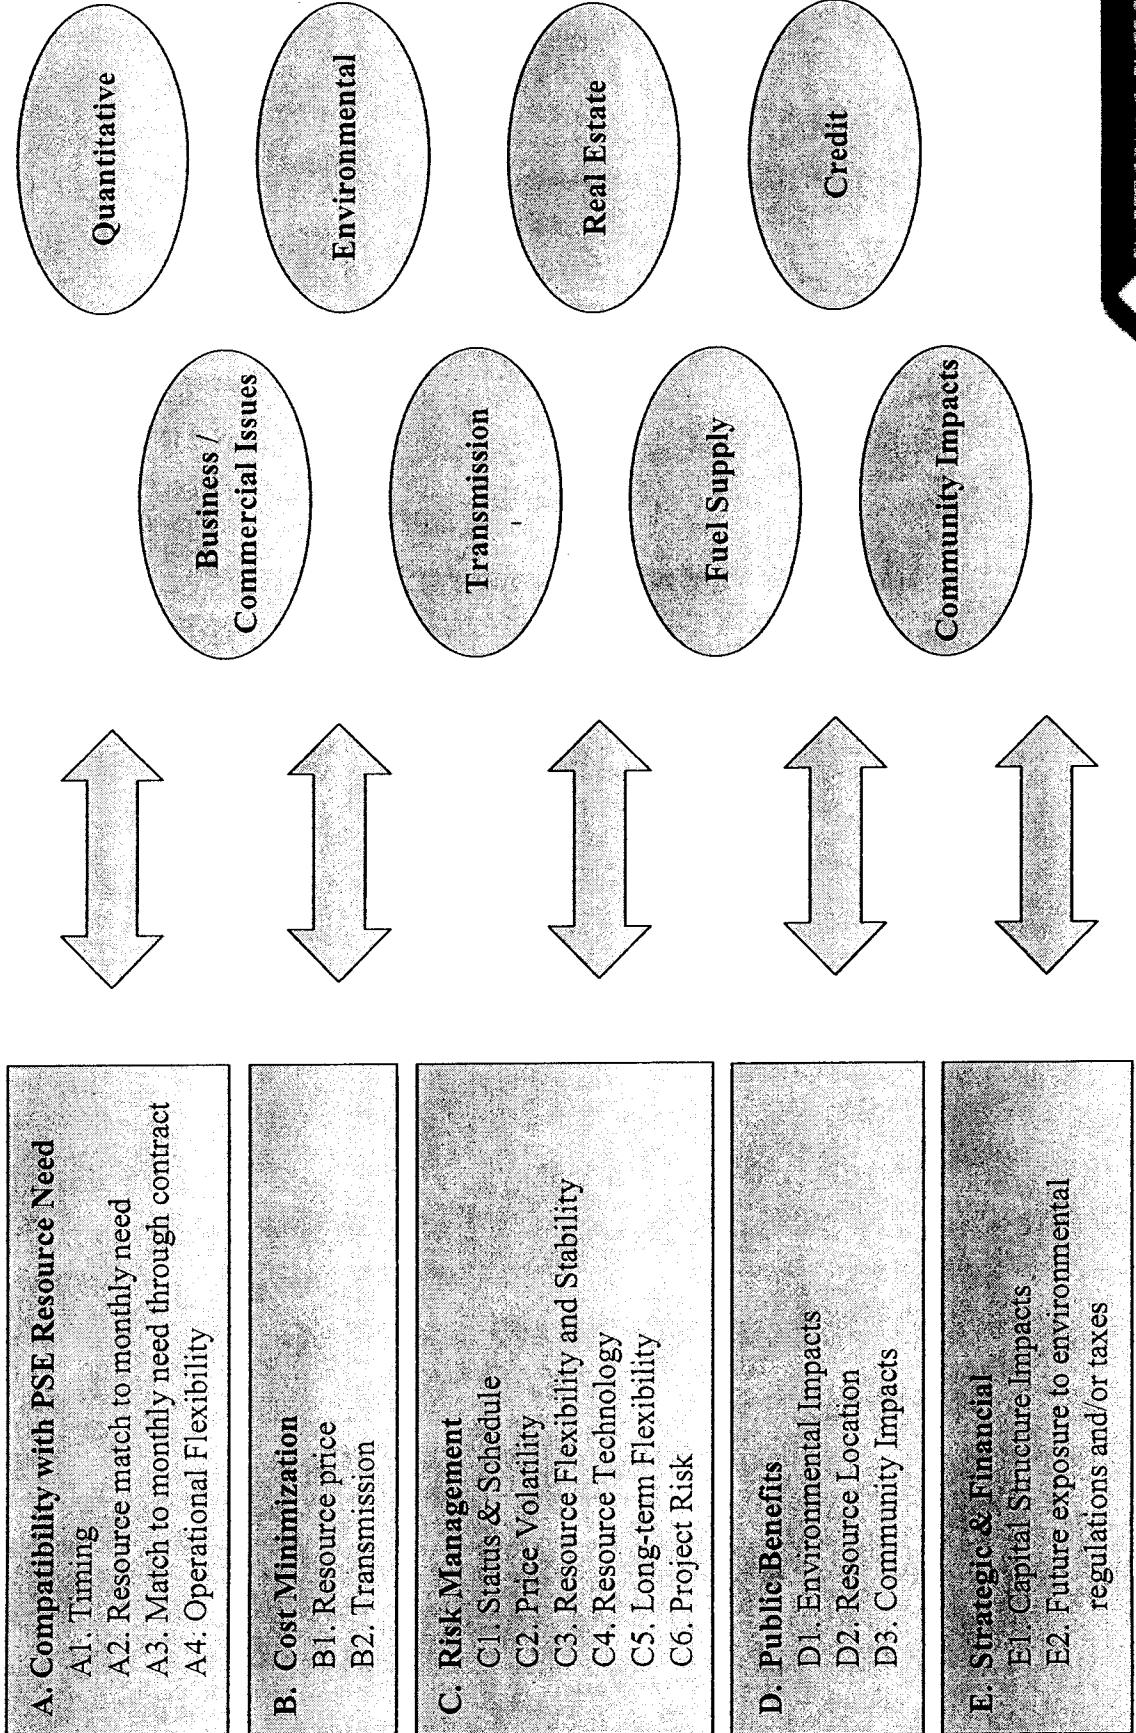 A. Compatibility with PSE Resource Need
A1. Timing
A2. Resource match to monthly need
A3. Match to monthly need through contract
A4. Operational Flexibility
B. Cost Minimization
B1. Resource price
B2. Transmission
C. Risk Management
C1. Status & Schedule
C2. Price Volatility
C3. Resource Flexibility and Stability
C4. Resource Technology
C5. Long-term Flexibility
C6. Project Risk
D. Public Benefits
D1. Environmental Impacts
D2. Resource Location
D3. Community Impacts
E. Strategic & Financial
E1. Capital Structure Impacts
E2. Future exposure to environmental
regulations and/or taxes
Business /
Commercial Issues
Transmission
Fuel Supply
Community Impacts
Quantitative
Environmental
Real Estate
Credit